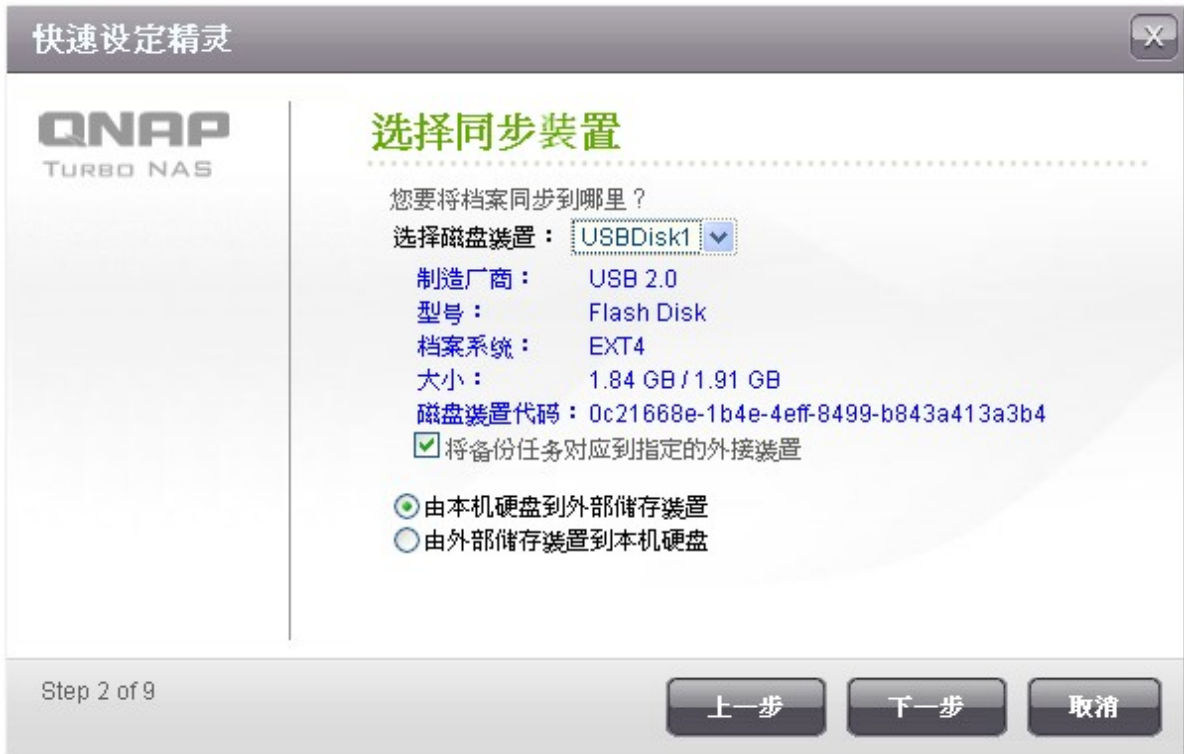 快速设定精灵
X
QNAP
TURBO NAS
选择同步裝置
您要将档案同步到哪里？
选择磁盘装置： USBDisk1
制造厂商： USB 2.0
型号： Flash Disk
档案系统： EXT4
大小： 1.84 GB / 1.91 GB
磁盘装置代码： 0c21668e-1b4e-4eff-8499-b843a413a3b4
将备份任务对应到指定的外接装置
由本机硬盘到外部储存装置
由外部储存装置到本机硬盘
Step 2 of 9
上一步 下一步 取消